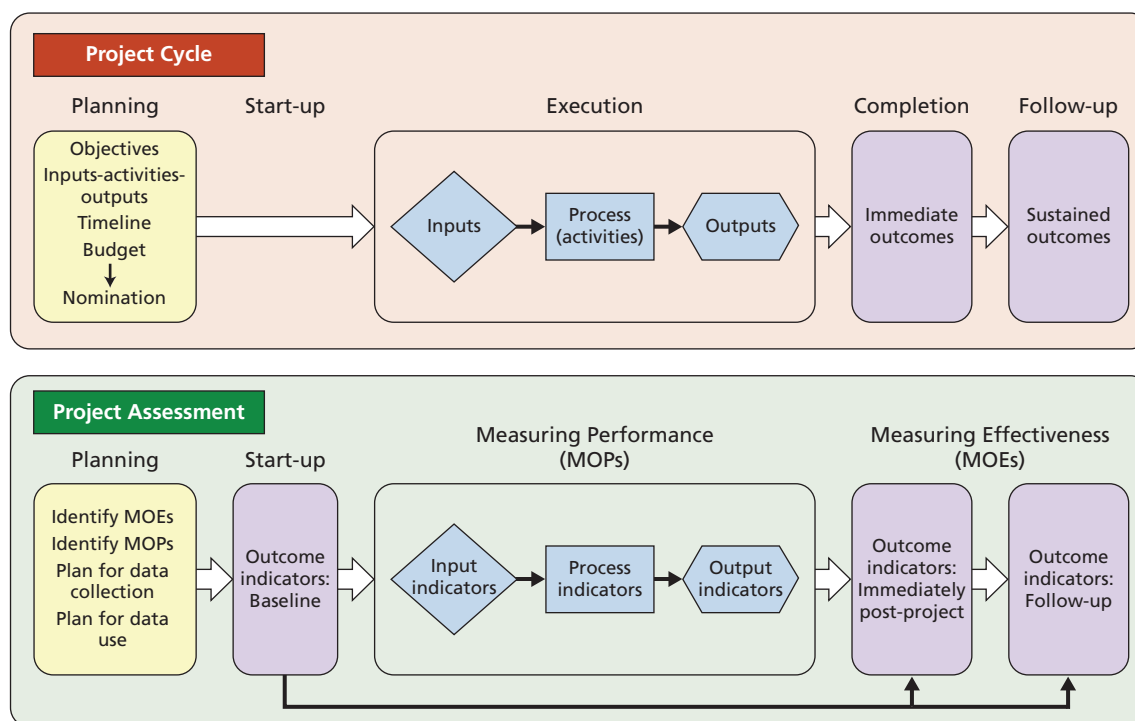 Project Cycle
Planning
Start-up
Execution
Completion
Follow-up
Objectives
Inputs-activities-
outputs
Timeline
Budget
Nomination
Inputs
Process
(activities)
Outputs
Immediate
outcomes
Sustained
outcomes
Project Assessment
Planning
Start-up
Measuring Performance
(MOPs)
Measuring Effectiveness
(MOEs)
Identify MOEs
Identify MOPs
Plan for data
collection
Plan for data
use
Outcome
indicators:
Baseline
Input
indicators
Process
indicators
Output
indicators
Outcome
indicators:
Immediately
post-project
Outcome
indicators:
Follow-up